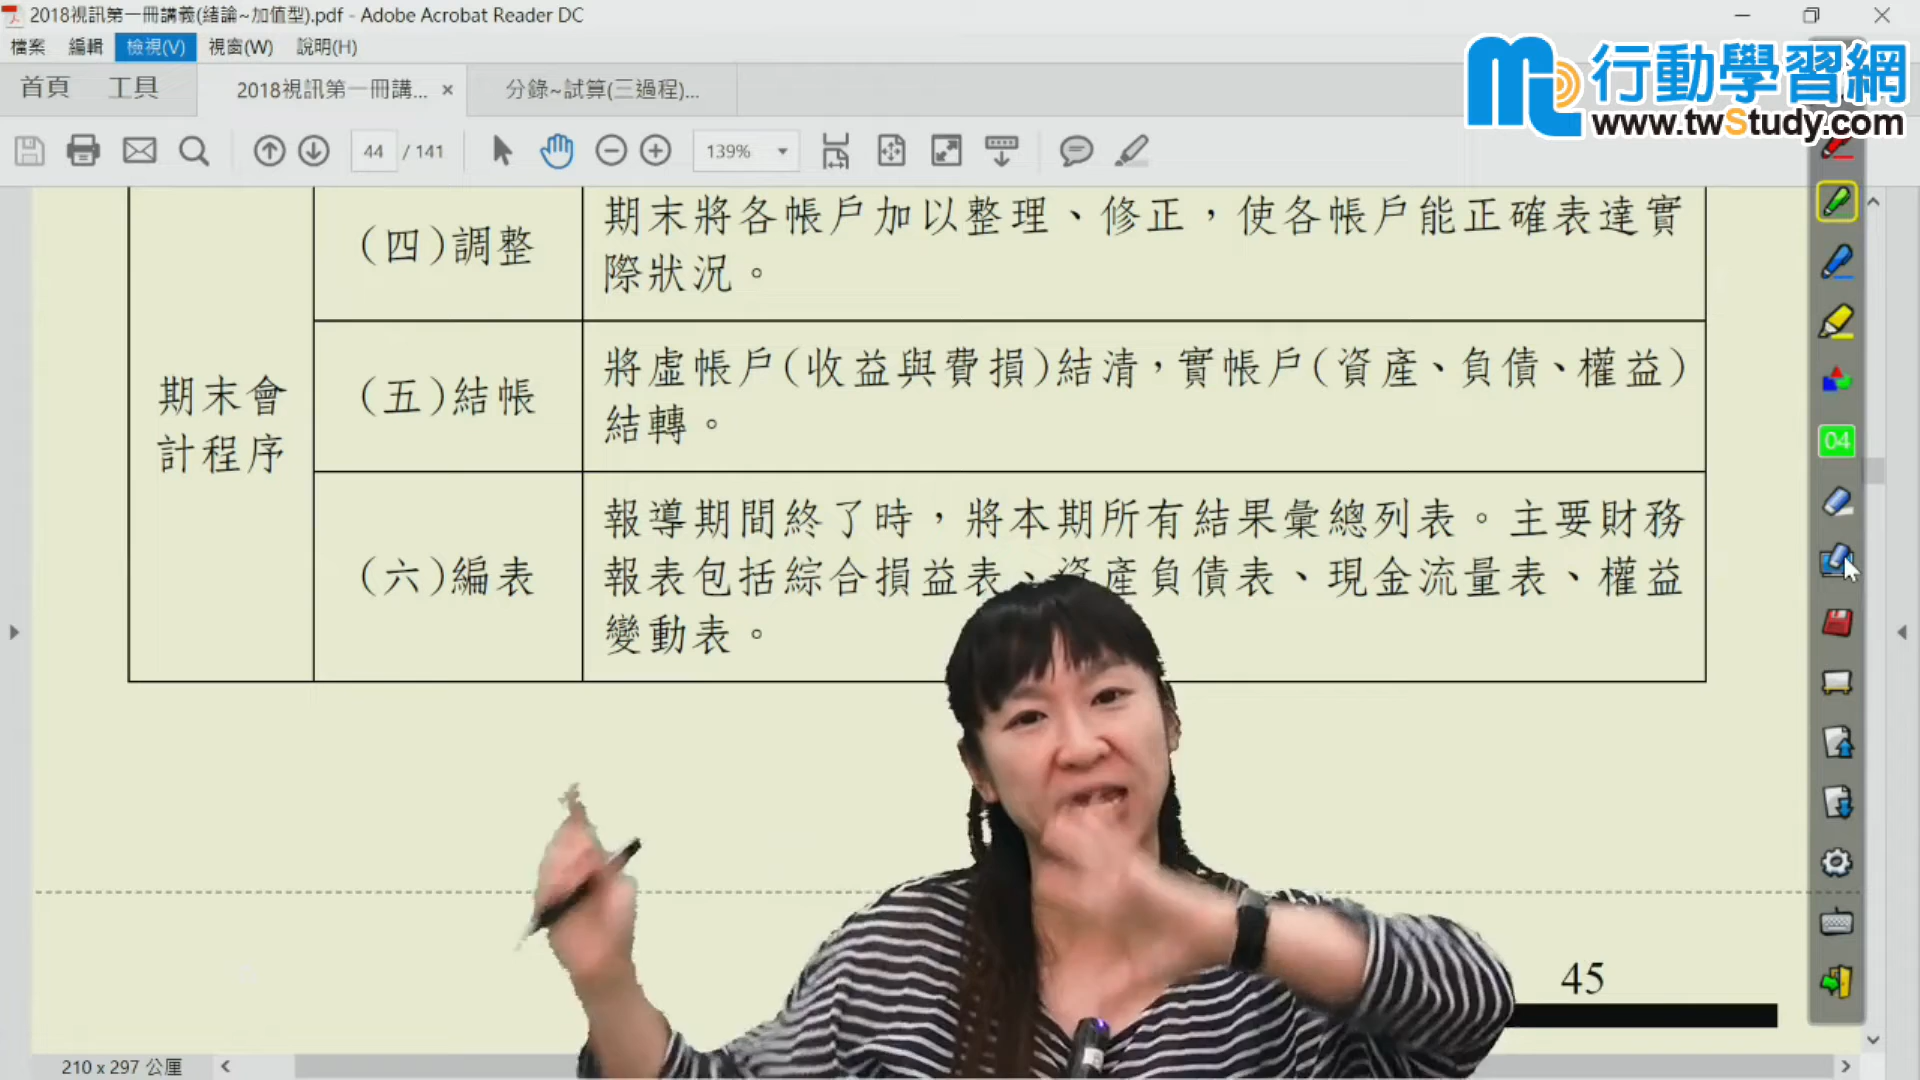 2018視訊第一冊講義(緒論~加值型).pdf - Adobe Acrobat Reader DC
檔案 編輯 檢視(V) 視窗(W) 說明(H)
首頁 工具 2018視訊第一冊講... × 分錄~試算(三過程)...
行動學習網
www.twStudy.com
44 / 141 139%
期末會計程序
(四)調整
期末將各帳戶加以整理、修正，使各帳戶能正確表達實
際狀況。
(五)結帳
將虛帳戶(收益與費損)結清，實帳戶(資產、負債、權益)
結轉。
(六)編表
報導期間終了時，將本期所有結果彙總列表。主要財務
報表包括綜合損益表、資產負債表、現金流量表、權益
變動表。
04
45
210 x 297 公厘